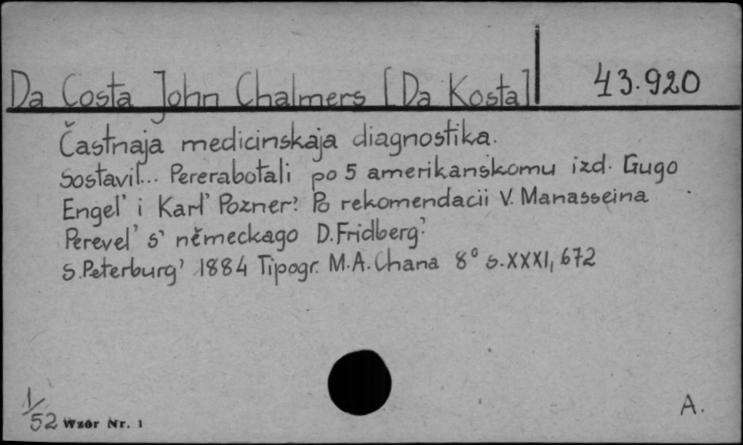 Da Costa John Chalmers [Da Kosta] 43.920
Častnaja medicinskaja diagnostika.
Sostavil... Pererabotali po 5 amerikanskomu izd. Gugo
Engel' i Karl' Pozner? Po rekomendacii V. Manasseina
Perevel' s' německago D. Fridberg?
S. Peterburg' 1884 Tipogr. M.A. Chana 8° s. XXXI, 672
1/52 Wzór Nr. 1
A.